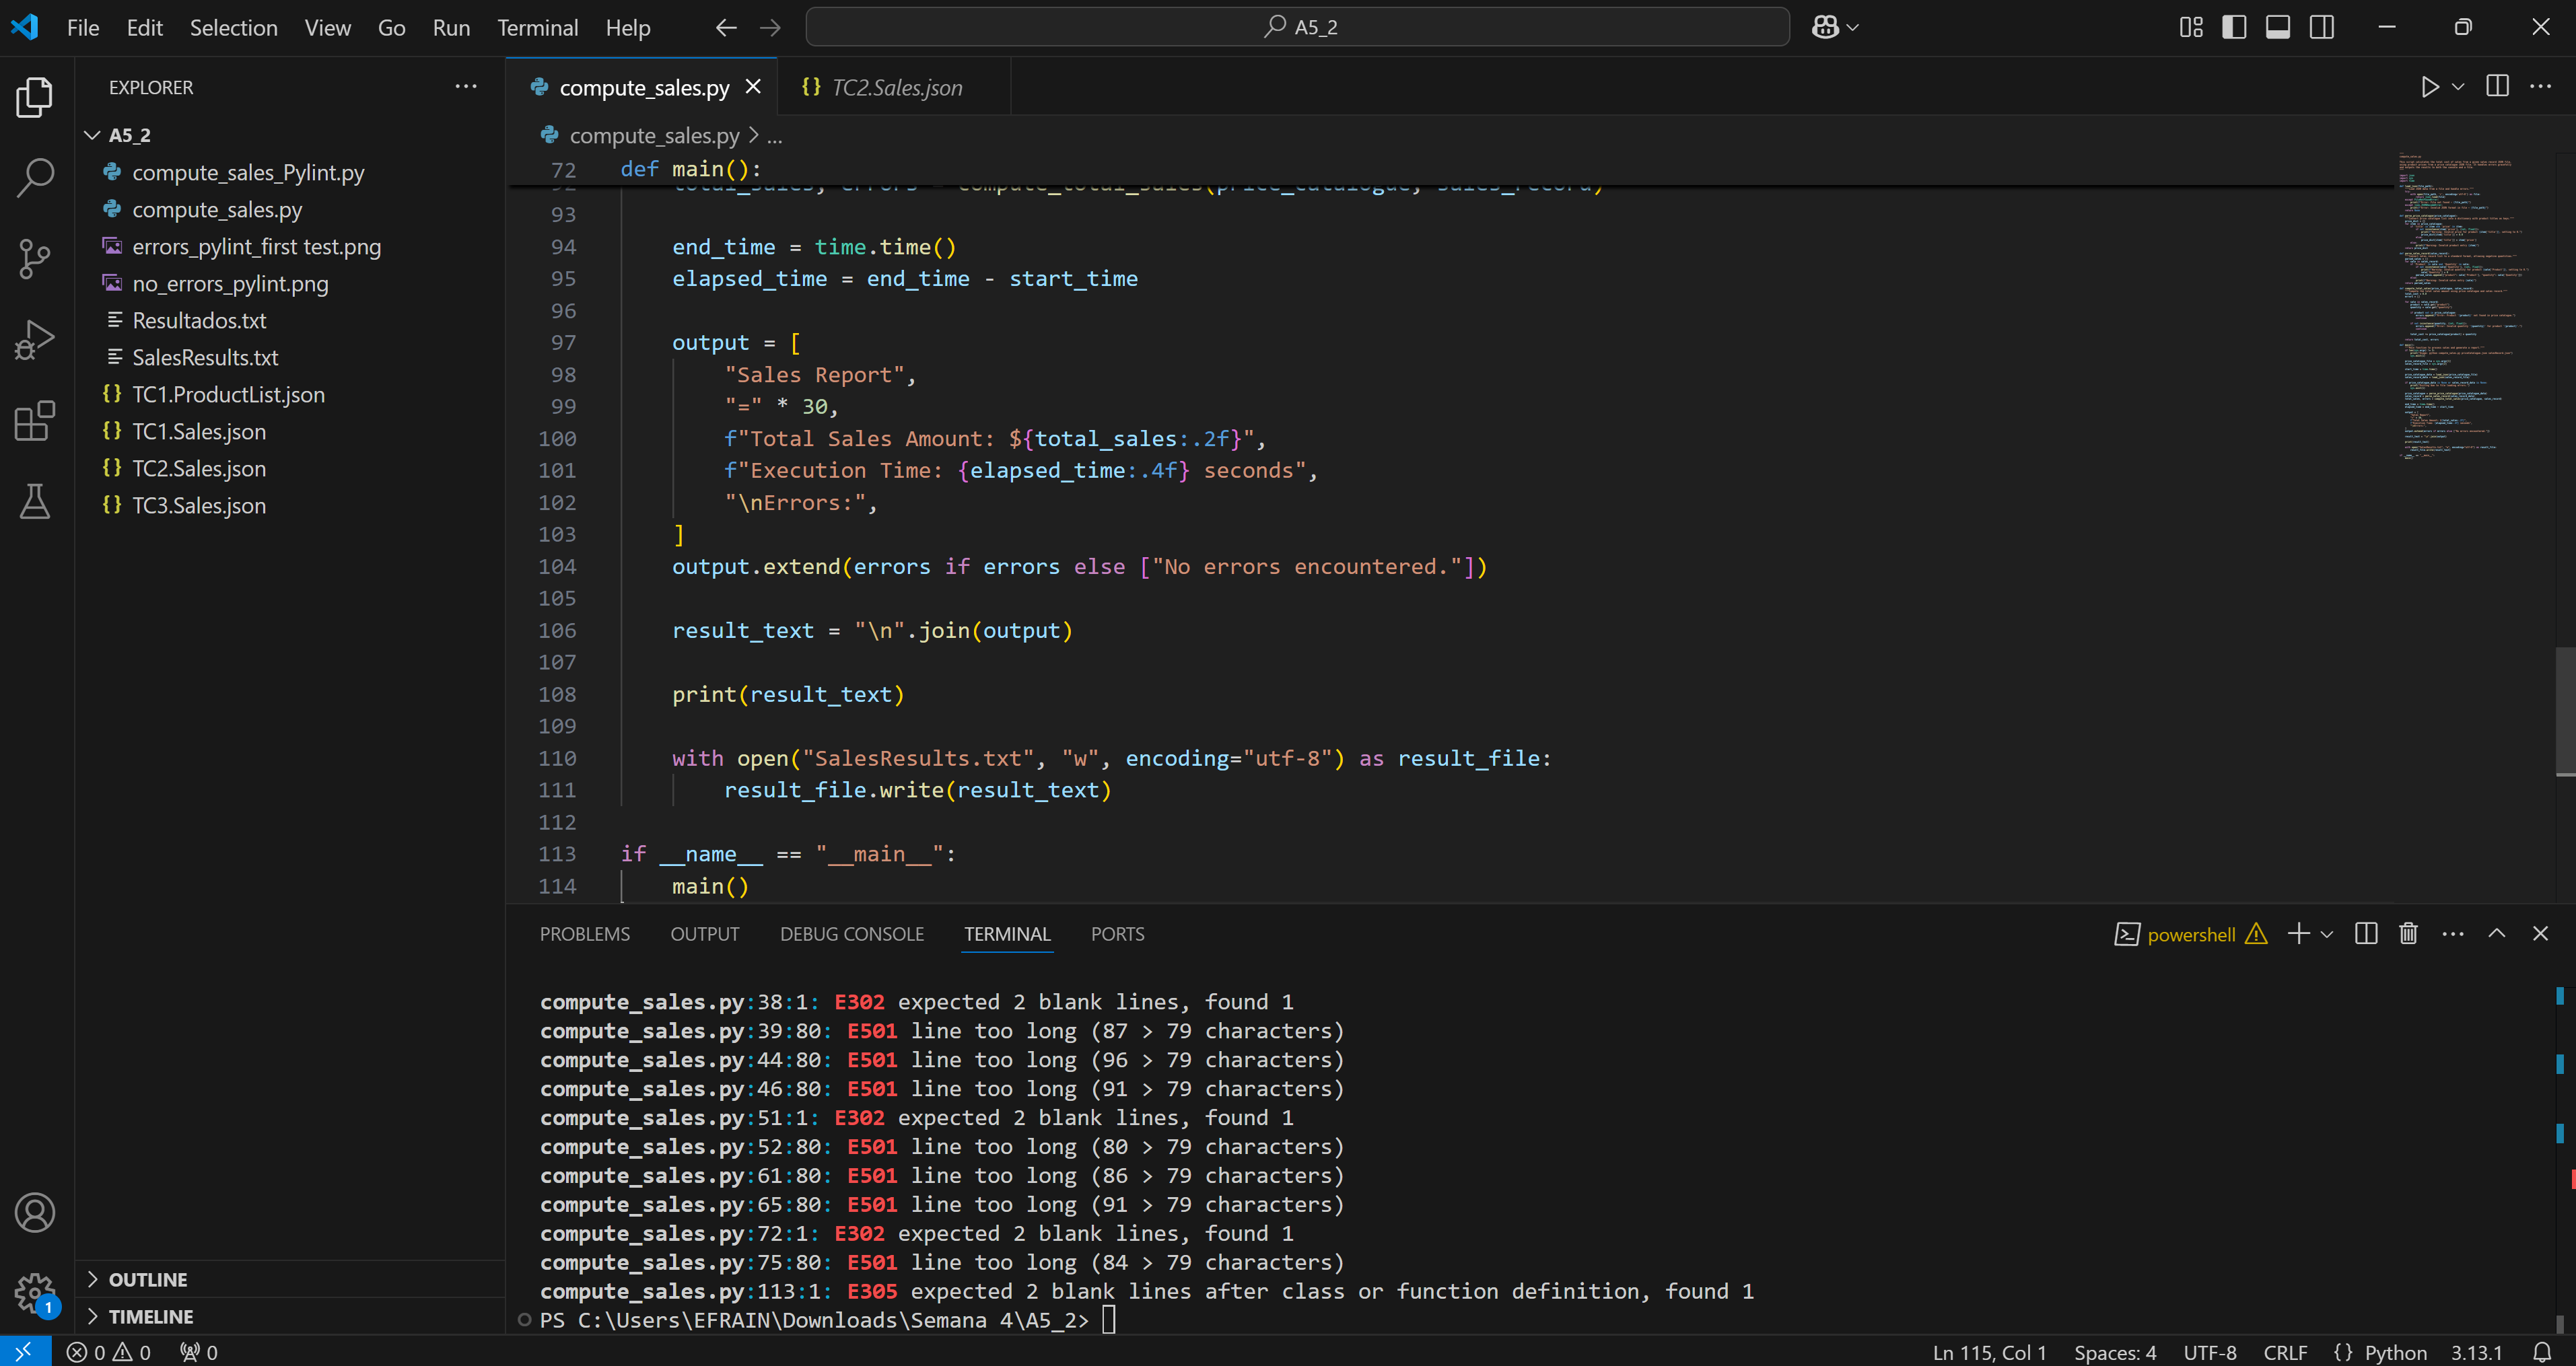 File Edit Selection View Go Run Terminal Help
A5_2
EXPLORER
A5_2
compute_sales_Pylint.py
compute_sales.py
errors_pylint_first test.png
no_errors_pylint.png
Resultados.txt
SalesResults.txt
{} TC1.ProductList.json
{} TC1.Sales.json
{} TC2.Sales.json
{} TC3.Sales.json
OUTLINE
TIMELINE
compute_sales.py
{} TC2.Sales.json
compute_sales.py > ...
72 def main():
92 total_sales, errors = compute_total_sales(price_catalogue, sales_record)
93
94 end_time = time.time()
95 elapsed_time = end_time - start_time
96
97 output = [
98 "Sales Report",
99 "=" * 30,
100 f"Total Sales Amount: ${total_sales:.2f}",
101 f"Execution Time: {elapsed_time:.4f} seconds",
102 "\nErrors:",
103 ]
104 output.extend(errors if errors else ["No errors encountered."])
105
106 result_text = "\n".join(output)
107
108 print(result_text)
109
110 with open("SalesResults.txt", "w", encoding="utf-8") as result_file:
111 result_file.write(result_text)
112
113 if __name__ == "__main__":
114 main()
PROBLEMS OUTPUT DEBUG CONSOLE TERMINAL PORTS
powershell
compute_sales.py:38:1: E302 expected 2 blank lines, found 1
compute_sales.py:39:80: E501 line too long (87 > 79 characters)
compute_sales.py:44:80: E501 line too long (96 > 79 characters)
compute_sales.py:46:80: E501 line too long (91 > 79 characters)
compute_sales.py:51:1: E302 expected 2 blank lines, found 1
compute_sales.py:52:80: E501 line too long (80 > 79 characters)
compute_sales.py:61:80: E501 line too long (86 > 79 characters)
compute_sales.py:65:80: E501 line too long (91 > 79 characters)
compute_sales.py:72:1: E302 expected 2 blank lines, found 1
compute_sales.py:75:80: E501 line too long (84 > 79 characters)
compute_sales.py:113:1: E305 expected 2 blank lines after class or function definition, found 1
PS C:\Users\EFRAIN\Downloads\Semana 4\A5_2>
1
0 0 0
Ln 115, Col 1 Spaces: 4 UTF-8 CRLF {} Python 3.13.1